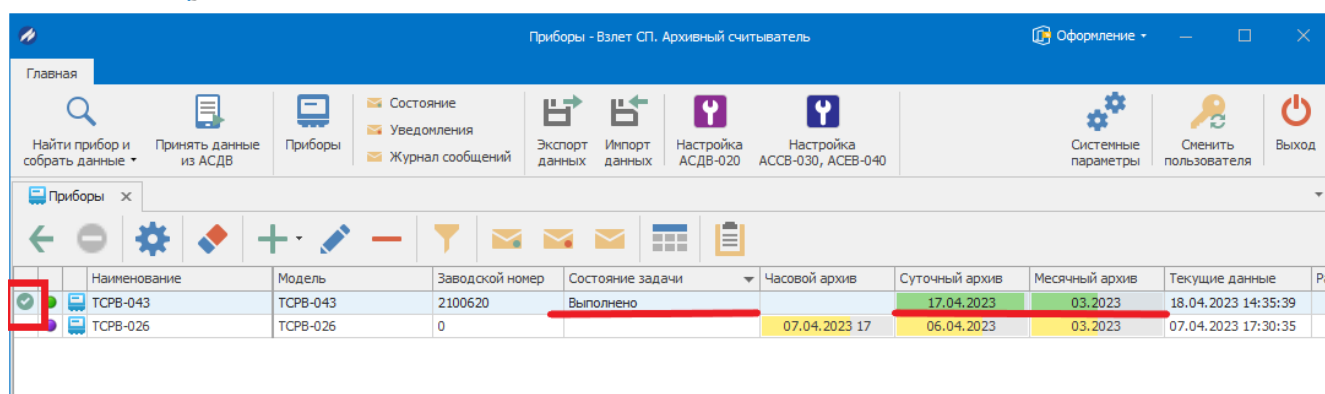 Приборы - Взлет СП. Архивный считыватель
Оформление
Главная
Найти прибор и собрать данные
Принять данные из АСДВ
Приборы
Состояние
Уведомления
Журнал сообщений
Экспорт данных
Импорт данных
Настройка АСДВ-020
Настройка АССВ-030, АСЕВ-040
Системные параметры
Сменить пользователя
Выход
Приборы
Наименование Модель Заводской номер Состояние задачи Часовой архив Суточный архив Месячный архив Текущие данные
ТСРВ-043 ТСРВ-043 2100620 Выполнено 17.04.2023 03.2023 18.04.2023 14:35:39
ТСРВ-026 ТСРВ-026 0 07.04.2023 17 06.04.2023 03.2023 07.04.2023 17:30:35